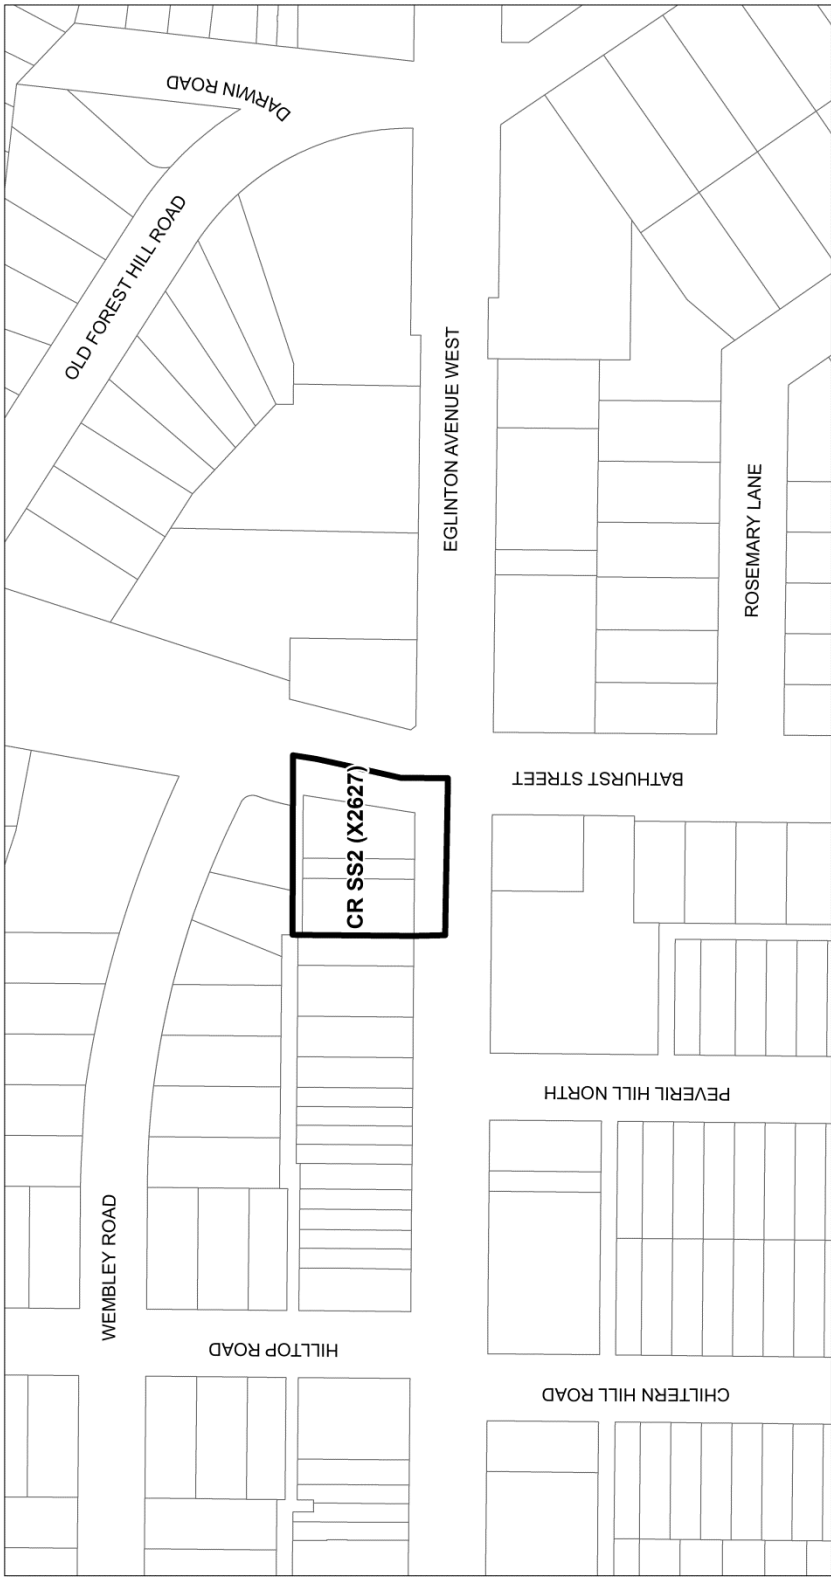 DARWIN ROAD
OLD FOREST HILL ROAD
EGLINTON AVENUE WEST
ROSEMARY LANE
BATHURST STREET
CR SS2 (X2627)
PEVERIL HILL NORTH
WEMBLEY ROAD
HILLTOP ROAD
CHILTERN HILL ROAD